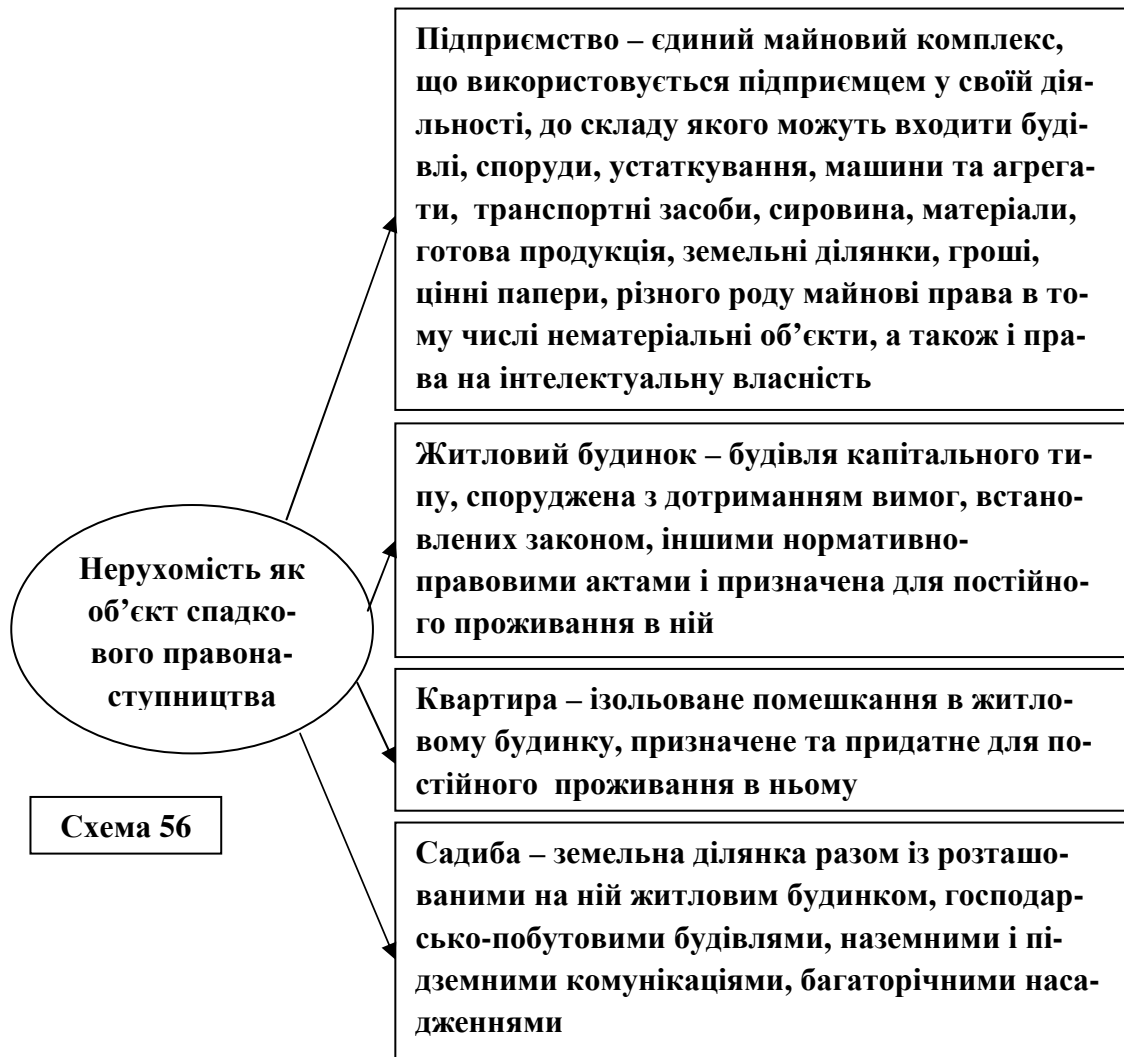 Підприємство – єдиний майновий комплекс,
що використовується підприємцем у своїй дія-
льності, до складу якого можуть входити буді-
влі, споруди, устаткування, машини та агрега-
ти, транспортні засоби, сировина, матеріали,
готова продукція, земельні ділянки, гроші,
цінні папери, різного роду майнові права в то-
му числі нематеріальні об’єкти, а також і пра-
ва на інтелектуальну власність
Житловий будинок – будівля капітального ти-
пу, споруджена з дотриманням вимог, встано-
влених законом, іншими нормативно-
правовими актами і призначена для постійно-
го проживання в ній
Нерухомість як
об’єкт спадко-
вого правона-
ступництва
Квартира – ізольоване помешкання в житло-
вому будинку, призначене та придатне для по-
стійного проживання в ньому
Схема 56
Садиба – земельна ділянка разом із розташо-
ваними на ній житловим будинком, господар-
сько-побутовими будівлями, наземними і пі-
дземними комунікаціями, багаторічними наса-
дженнями